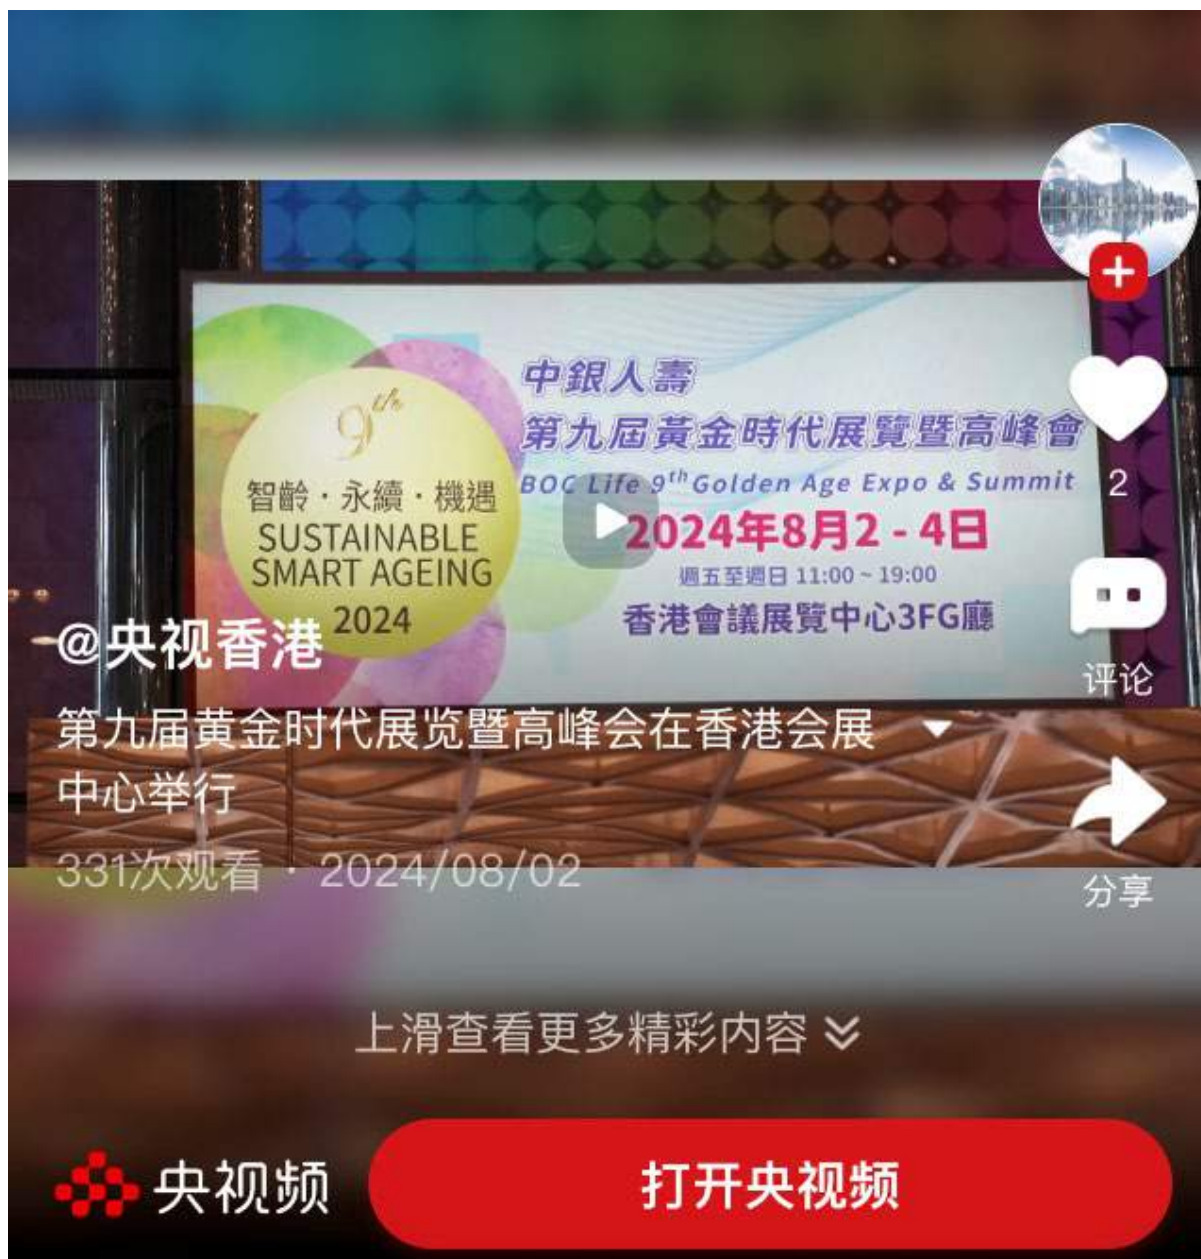 9th
智齡·永續·機遇
SUSTAINABLE
SMART AGEING
2024
中銀人壽
第九屆黃金時代展覽暨高峰會
BOC Life 9th Golden Age Expo & Summit
2024年8月2 - 4日
週五至週日 11:00 ~ 19:00
香港會議展覽中心3FG廳
2
@央视香港
评论
第九届黄金时代展览暨高峰会在香港会展
中心举行
331次观看 · 2024/08/02
分享
上滑查看更多精彩内容
央视频
打开央视频